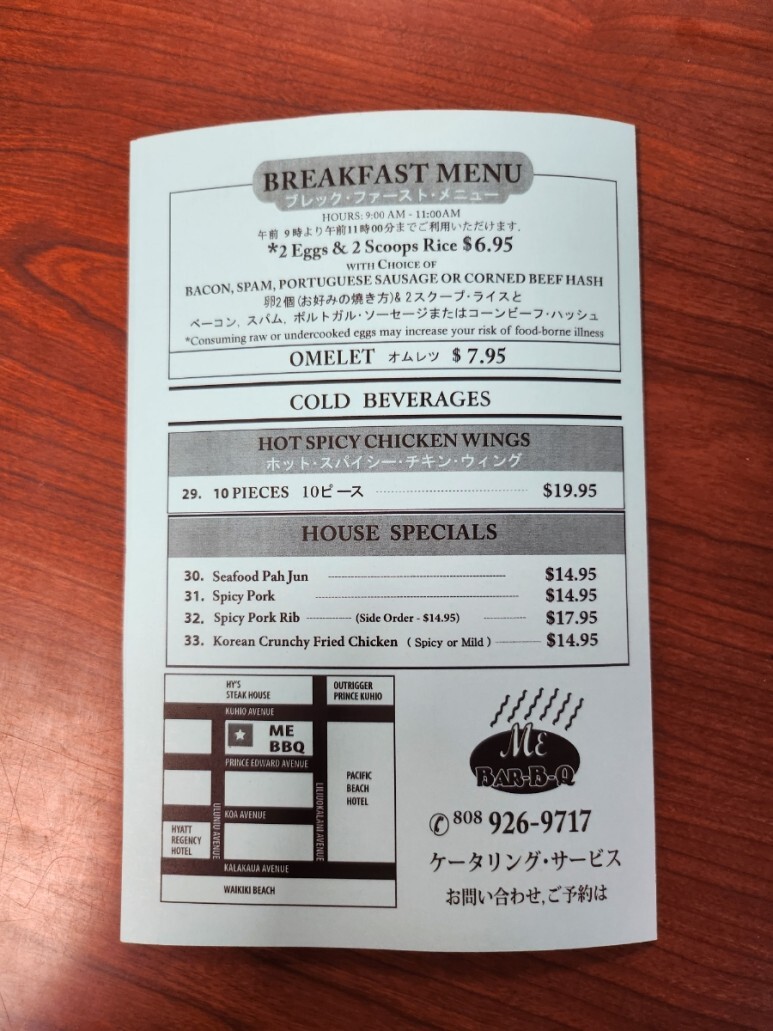 BREAKFAST MENU
ブレック・ファースト・メニュー
HOURS: 9:00 AM - 11:00AM
午前 9時より午前11時00分までご利用いただけます.
*2 Eggs & 2 Scoops Rice $6.95
WITH CHOICE OF
BACON, SPAM, PORTUGUESE SAUSAGE OR CORNED BEEF HASH
卵2個(お好みの焼き方)& 2スクープ・ライスと
ベーコン, スパム, ポルトガル・ソーセージまたはコーンビーフ・ハッシュ
*Consuming raw or undercooked eggs may increase your risk of food-borne illness
OMELET オムレツ $ 7.95
COLD BEVERAGES
HOT SPICY CHICKEN WINGS
ホット・スパイシー・チキン・ウィング
29. 10 PIECES 10ピース $19.95
HOUSE SPECIALS
30. Seafood Pah Jun $14.95
31. Spicy Pork $14.95
32. Spicy Pork Rib (Side Order - $14.95) $17.95
33. Korean Crunchy Fried Chicken ( Spicy or Mild ) $14.95
HY'S
STEAK HOUSE
OUTRIGGER
PRINCE KUHIO
KUHIO AVENUE
ME
BBQ
PRINCE EDWARD AVENUE
PACIFIC
BEACH
HOTEL
KOA AVENUE
ULUNIU AVENUE
LILIUOKALANI AVENUE
HYATT
REGENCY
HOTEL
KALAKAUA AVENUE
WAIKIKI BEACH
ME
BAR-B-Q
✆ 808 926-9717
ケータリング・サービス
お問い合わせ,ご予約は